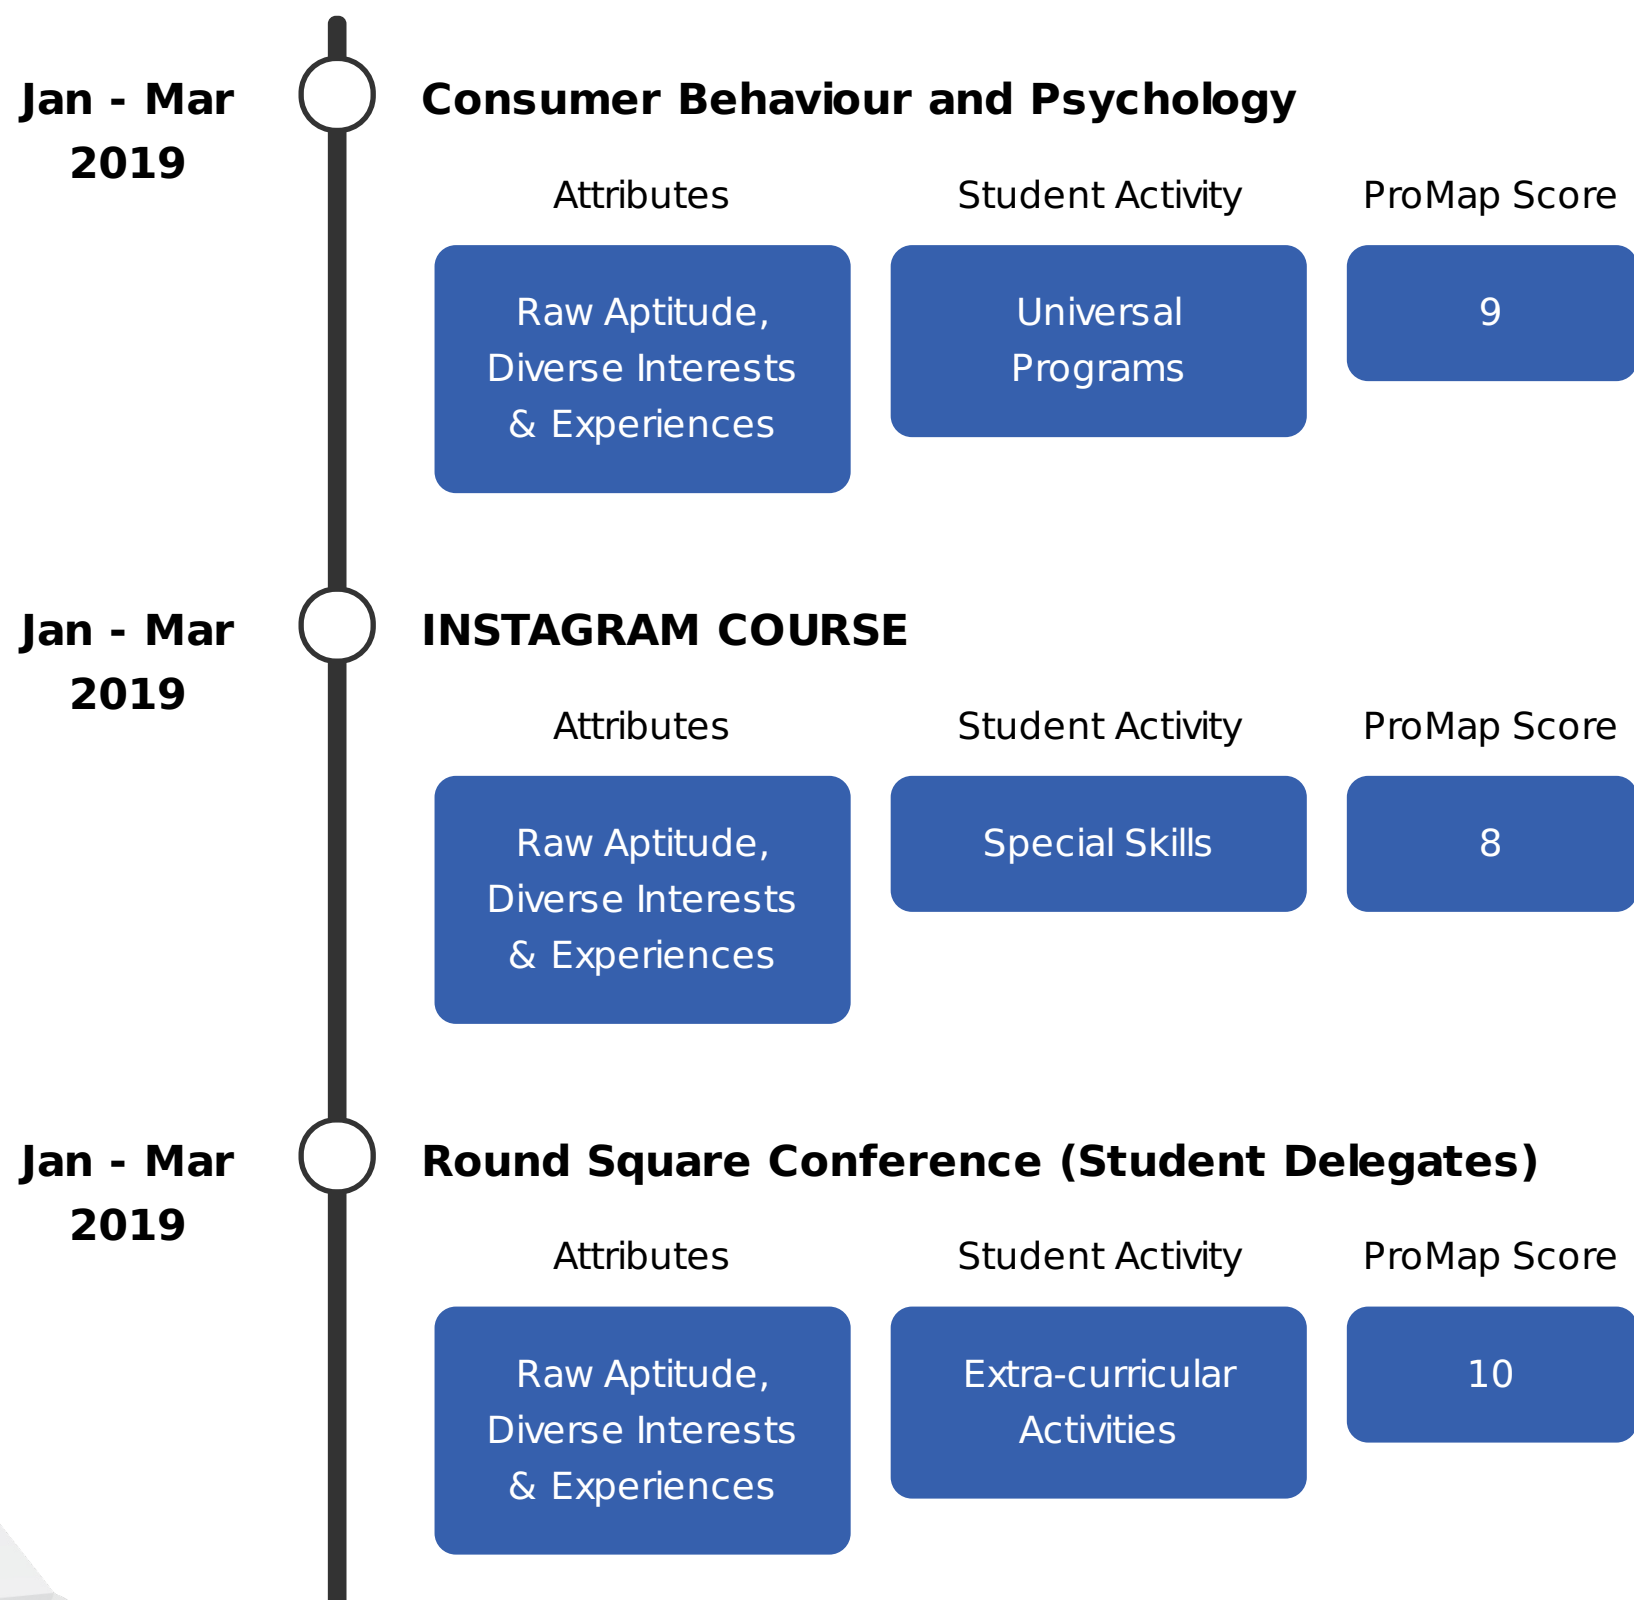 Jan - Mar
2019
Consumer Behaviour and Psychology
Attributes
Student Activity
ProMap Score
Raw Aptitude,
Diverse Interests
& Experiences
Universal
Programs
9
Jan - Mar
2019
INSTAGRAM COURSE
Attributes
Student Activity
ProMap Score
Raw Aptitude,
Diverse Interests
& Experiences
Special Skills
8
Jan - Mar
2019
Round Square Conference (Student Delegates)
Attributes
Student Activity
ProMap Score
Raw Aptitude,
Diverse Interests
& Experiences
Extra-curricular
Activities
10